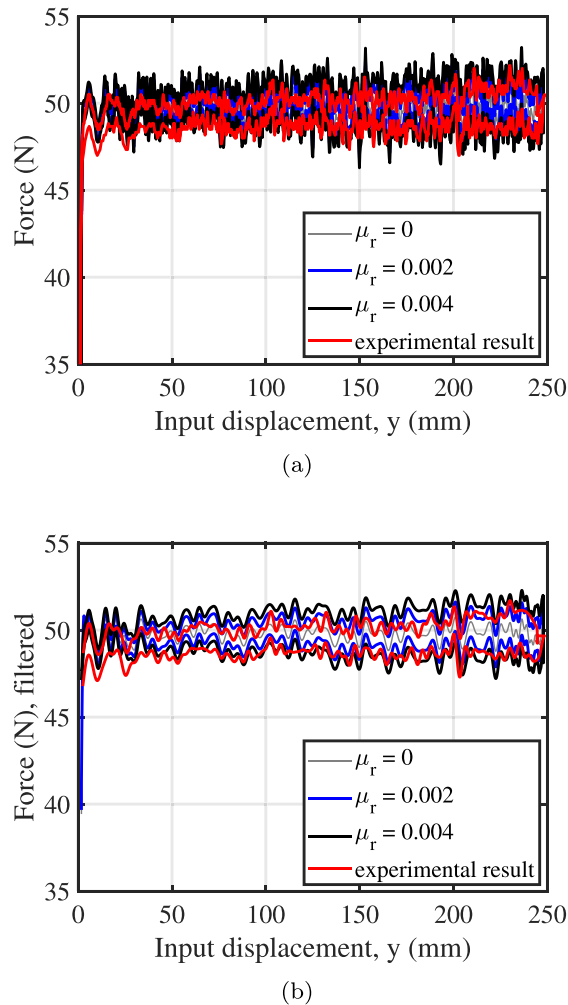 55
50
45
40
35
Force (N)
μr = 0
μr = 0.002
μr = 0.004
experimental result
0 50 100 150 200 250
Input displacement, y (mm)
(a)
55
50
45
40
35
Force (N), filtered
μr = 0
μr = 0.002
μr = 0.004
experimental result
0 50 100 150 200 250
Input displacement, y (mm)
(b)